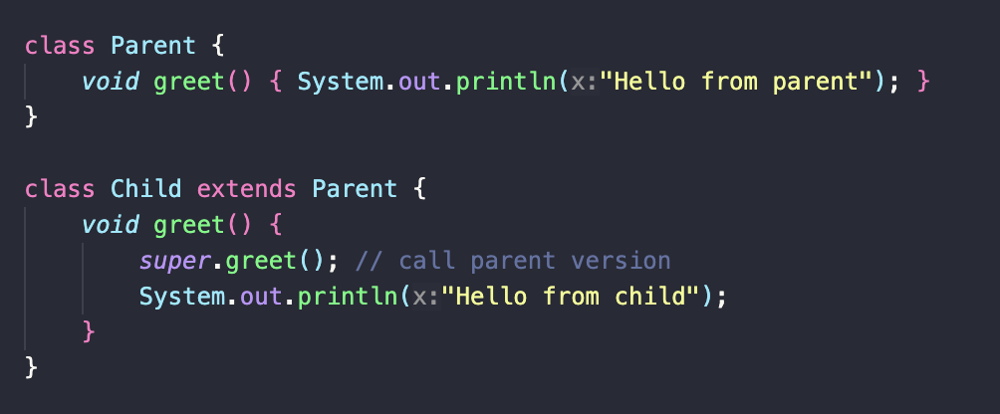 class Parent {
    void greet() { System.out.println(x:"Hello from parent"); }
}

class Child extends Parent {
    void greet() {
        super.greet(); // call parent version
        System.out.println(x:"Hello from child");
    }
}